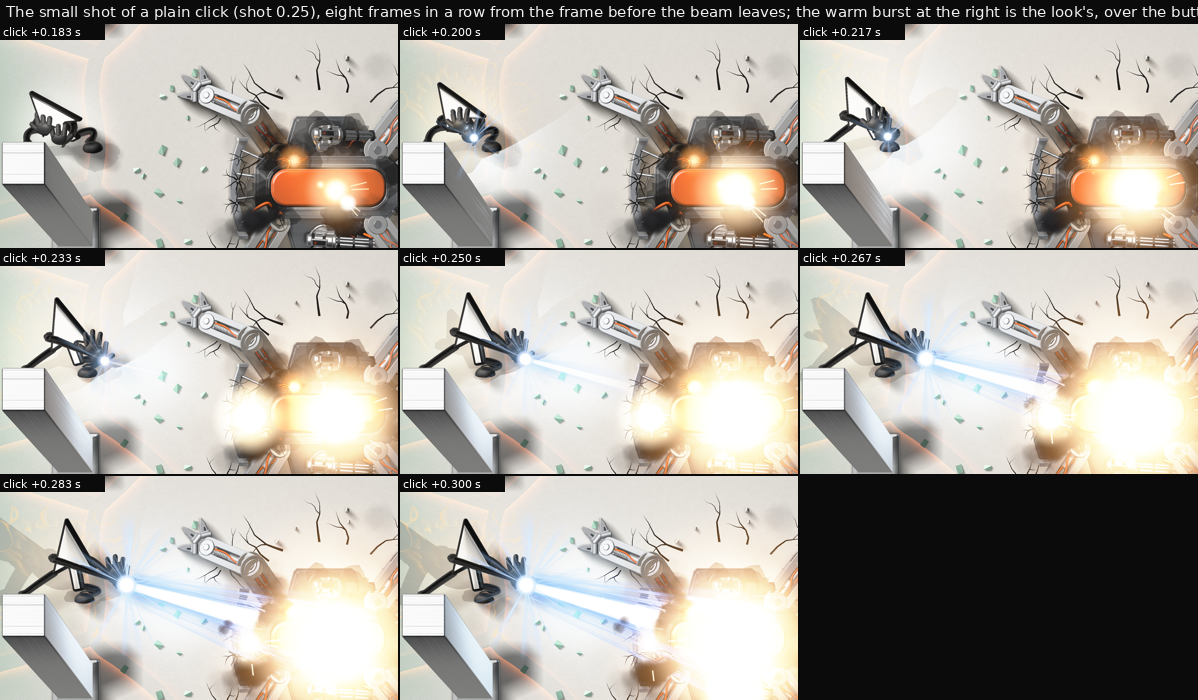 The small shot of a plain click (shot 0.25), eight frames in a row from the frame before the beam leaves; the warm burst at the right is the look's, over the
click +0.183 s
click +0.200 s
click +0.217 s
click +0.233 s
click +0.250 s
click +0.267 s
click +0.283 s
click +0.300 s